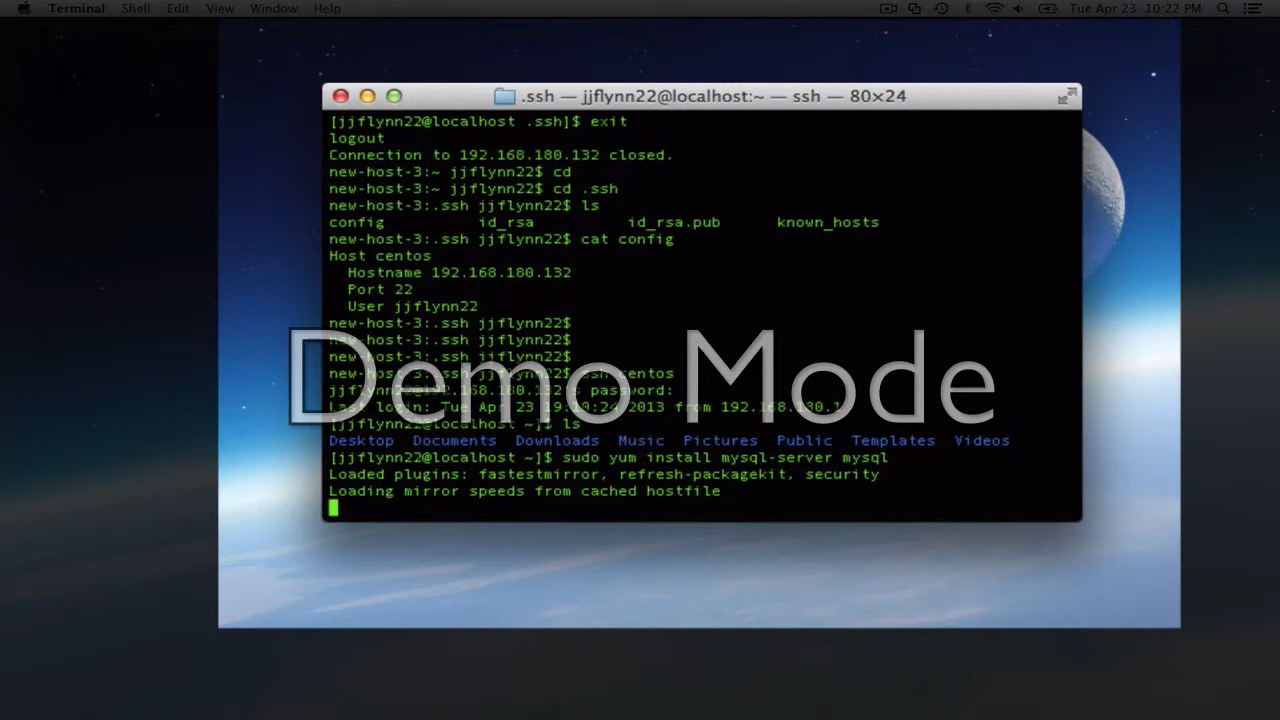 Terminal Shell Edit View Window Help Tue Apr 23 10:22 PM
.ssh — jjflynn22@localhost:~ — ssh — 80×24
[jjflynn22@localhost .ssh]$ exit
logout
Connection to 192.168.180.132 closed.
new-host-3:~ jjflynn22$ cd
new-host-3:~ jjflynn22$ cd .ssh
new-host-3:.ssh jjflynn22$ ls
config id_rsa id_rsa.pub known_hosts
new-host-3:.ssh jjflynn22$ cat config
Host centos
Hostname 192.168.180.132
Port 22
User jjflynn22
new-host-3:.ssh jjflynn22$
new-host-3:.ssh jjflynn22$
new-host-3:.ssh jjflynn22$
new-host-3:.ssh jjflynn22$ ssh centos
jjflynn22@192.168.180.132's password:
Last login: Tue Apr 23 19:10:24 2013 from 192.168.180.1
[jjflynn22@localhost ~]$ ls
Demo Mode
Desktop Documents Downloads Music Pictures Public Templates Videos
[jjflynn22@localhost ~]$ sudo yum install mysql-server mysql
Loaded plugins: fastestmirror, refresh-packagekit, security
Loading mirror speeds from cached hostfile